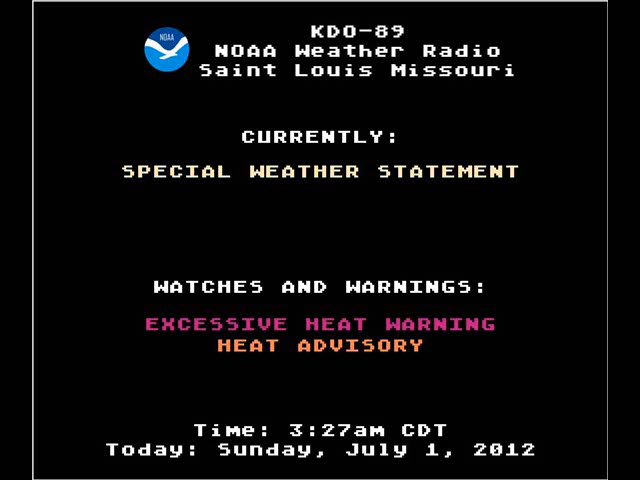 NOAA
KDO-89
NOAA Weather Radio
Saint Louis Missouri
CURRENTLY:
SPECIAL WEATHER STATEMENT
WATCHES AND WARNINGS:
EXCESSIVE HEAT WARNING
HEAT ADVISORY
Time: 3:27am CDT
Today: Sunday, July 1, 2012